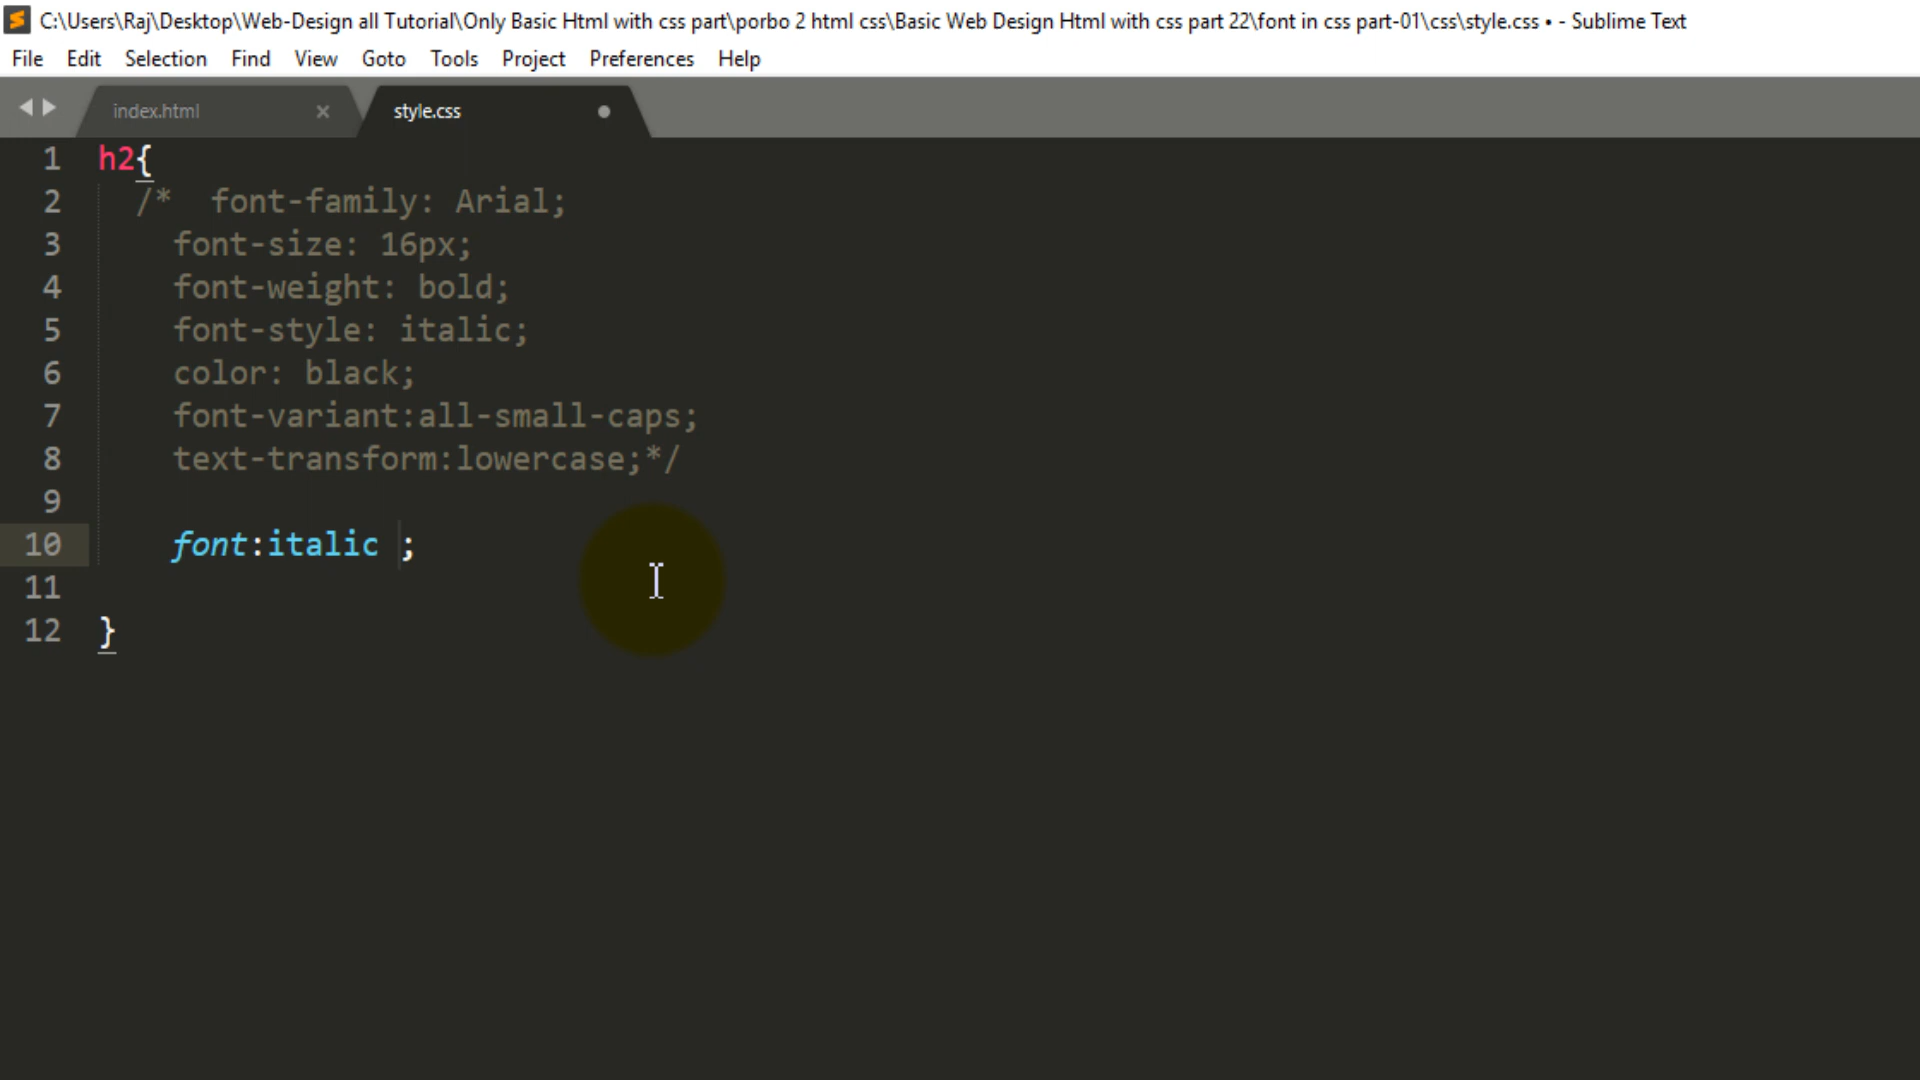 C:\Users\Raj\Desktop\Web-Design all Tutorial\Only Basic Html with css part\porbo 2 html css\Basic Web Design Html with css part 22\font in css part-01\css\style.css • - Sublime Text
File Edit Selection Find View Goto Tools Project Preferences Help
index.html × style.css
1 h2{
2 /* font-family: Arial;
3 font-size: 16px;
4 font-weight: bold;
5 font-style: italic;
6 color: black;
7 font-variant:all-small-caps;
8 text-transform:lowercase;*/
9
10 font:italic ;
11
12 }